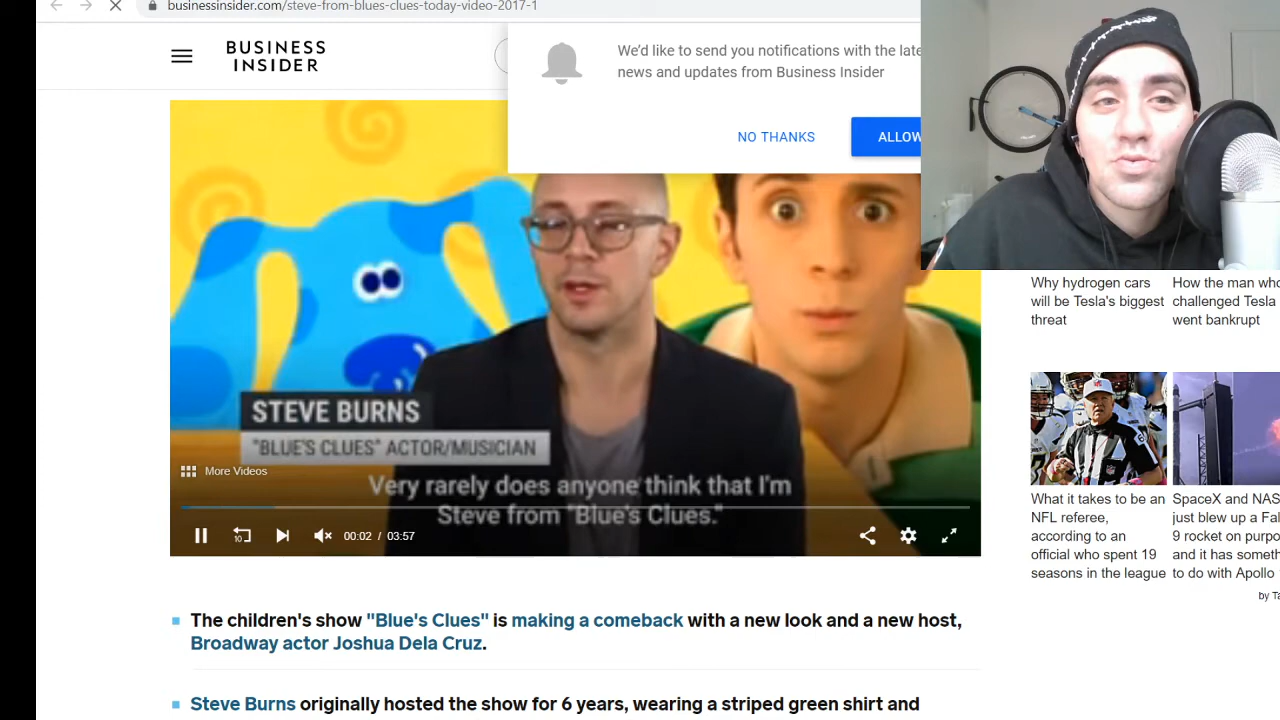 businessinsider.com/steve-from-blues-clues-today-video-2017-1
BUSINESS
INSIDER
We'd like to send you notifications with the late
news and updates from Business Insider
NO THANKS
ALLOW
STEVE BURNS
"BLUE'S CLUES" ACTOR/MUSICIAN
More Videos
Very rarely does anyone think that I'm
Steve from "Blue's Clues."
10
00:02 / 03:57
Why hydrogen cars
will be Tesla's biggest
threat
How the man who
challenged Tesla
went bankrupt
What it takes to be an
NFL referee,
according to an
official who spent 19
seasons in the league
SpaceX and NAS
just blew up a Fal
9 rocket on purpo
and it has someth
to do with Apollo
by Ta
The children's show "Blue's Clues" is making a comeback with a new look and a new host,
Broadway actor Joshua Dela Cruz.
Steve Burns originally hosted the show for 6 years, wearing a striped green shirt and